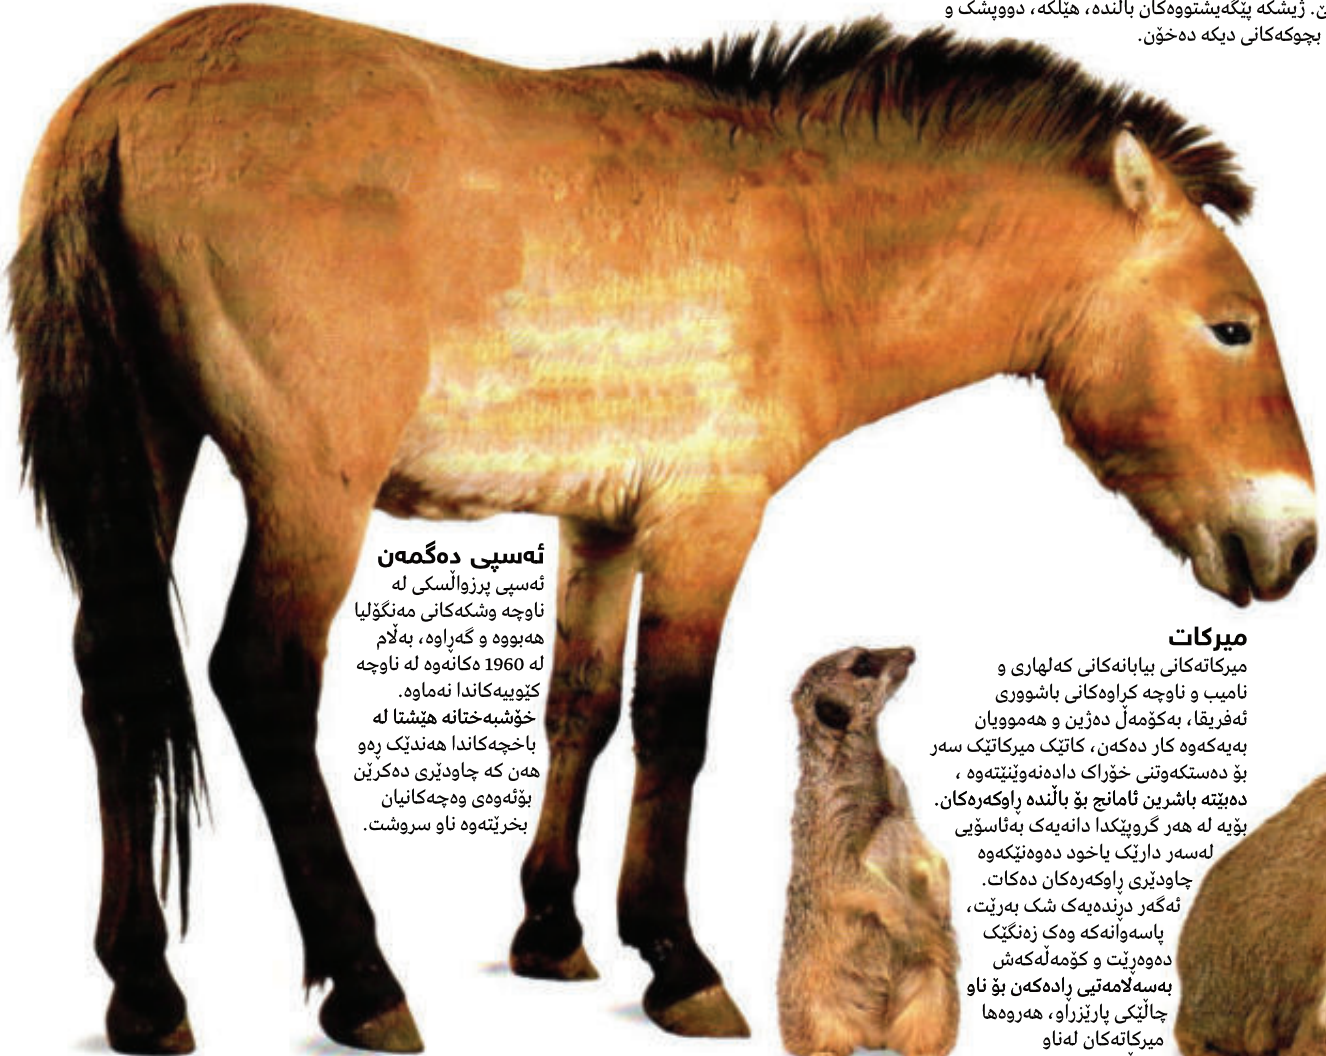 ێ. ژیشکە پێگەیشتووەکان باڵندە، هێلکە، دووپشک و
بچوکەکانی دیکە دەخۆن.
ئەسپی دەگمەن
ئەسپی پرزواڵسکی لە
ناوچە وشکەکانی مەنگۆلیا
هەبووە و گەڕاوە، بەڵام
لە 1960 ەکانەوە لە ناوچە
کێوییەکاندا نەماوە.
خۆشبەختانە هێشتا لە
باخچەکاندا هەندێک ڕەو
هەن کە چاودێری دەکرێن
بۆئەوەی وەچەکانیان
بخرێتەوە ناو سروشت.
میرکات
میرکاتەکانی بیابانەکانی کەلهاری و
نامیب و ناوچە کراوەکانی باشووری
ئەفریقا، بەکۆمەڵ دەژین و هەموویان
بەیەکەوە کار دەکەن، کاتێک میرکاتێک سەر
بۆ دەستکەوتنی خۆراک دادەنەوێنێتەوە ،
دەبێتە باشرین ئامانج بۆ باڵندە ڕاوکەرەکان.
بۆیە لە هەر گروپێکدا دانەیەک بەئاسۆیی
لەسەر دارێک یاخود دەوەنێکەوە
چاودێری ڕاوکەرەکان دەکات.
ئەگەر درندەیەک شک بەرێت،
پاسەوانەکە وەک زەنگێک
دەوەڕێت و کۆمەڵەکەش
بەسەلامەتیی ڕادەکەن بۆ ناو
چاڵێکی پارێزراو، هەروەها
میرکاتەکان لەناو